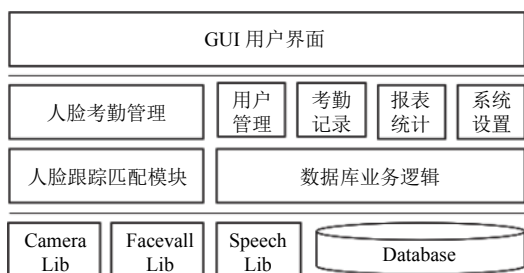 GUI 用户界面
人脸考勤管理
用户
管理
考勤
记录
报表
统计
系统
设置
人脸跟踪匹配模块
数据库业务逻辑
Camera
Lib
Facevall
Lib
Speech
Lib
Database